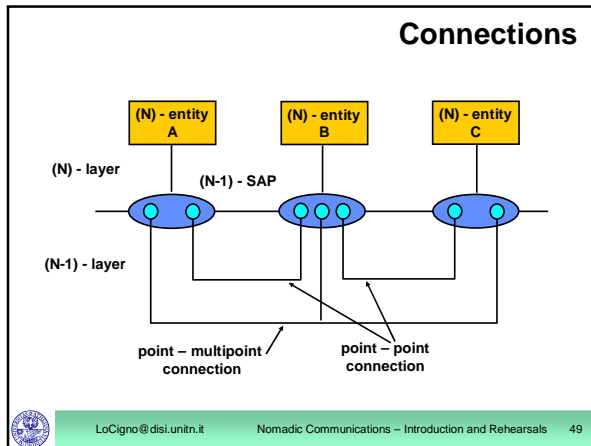 Connections
(N) - entity
A
(N) - entity
B
(N) - entity
C
(N) - layer
(N-1) - SAP
(N-1) - layer
point – multipoint
connection
point – point
connection
LoCigno@disi.unitn.it Nomadic Communications – Introduction and Rehearsals 49